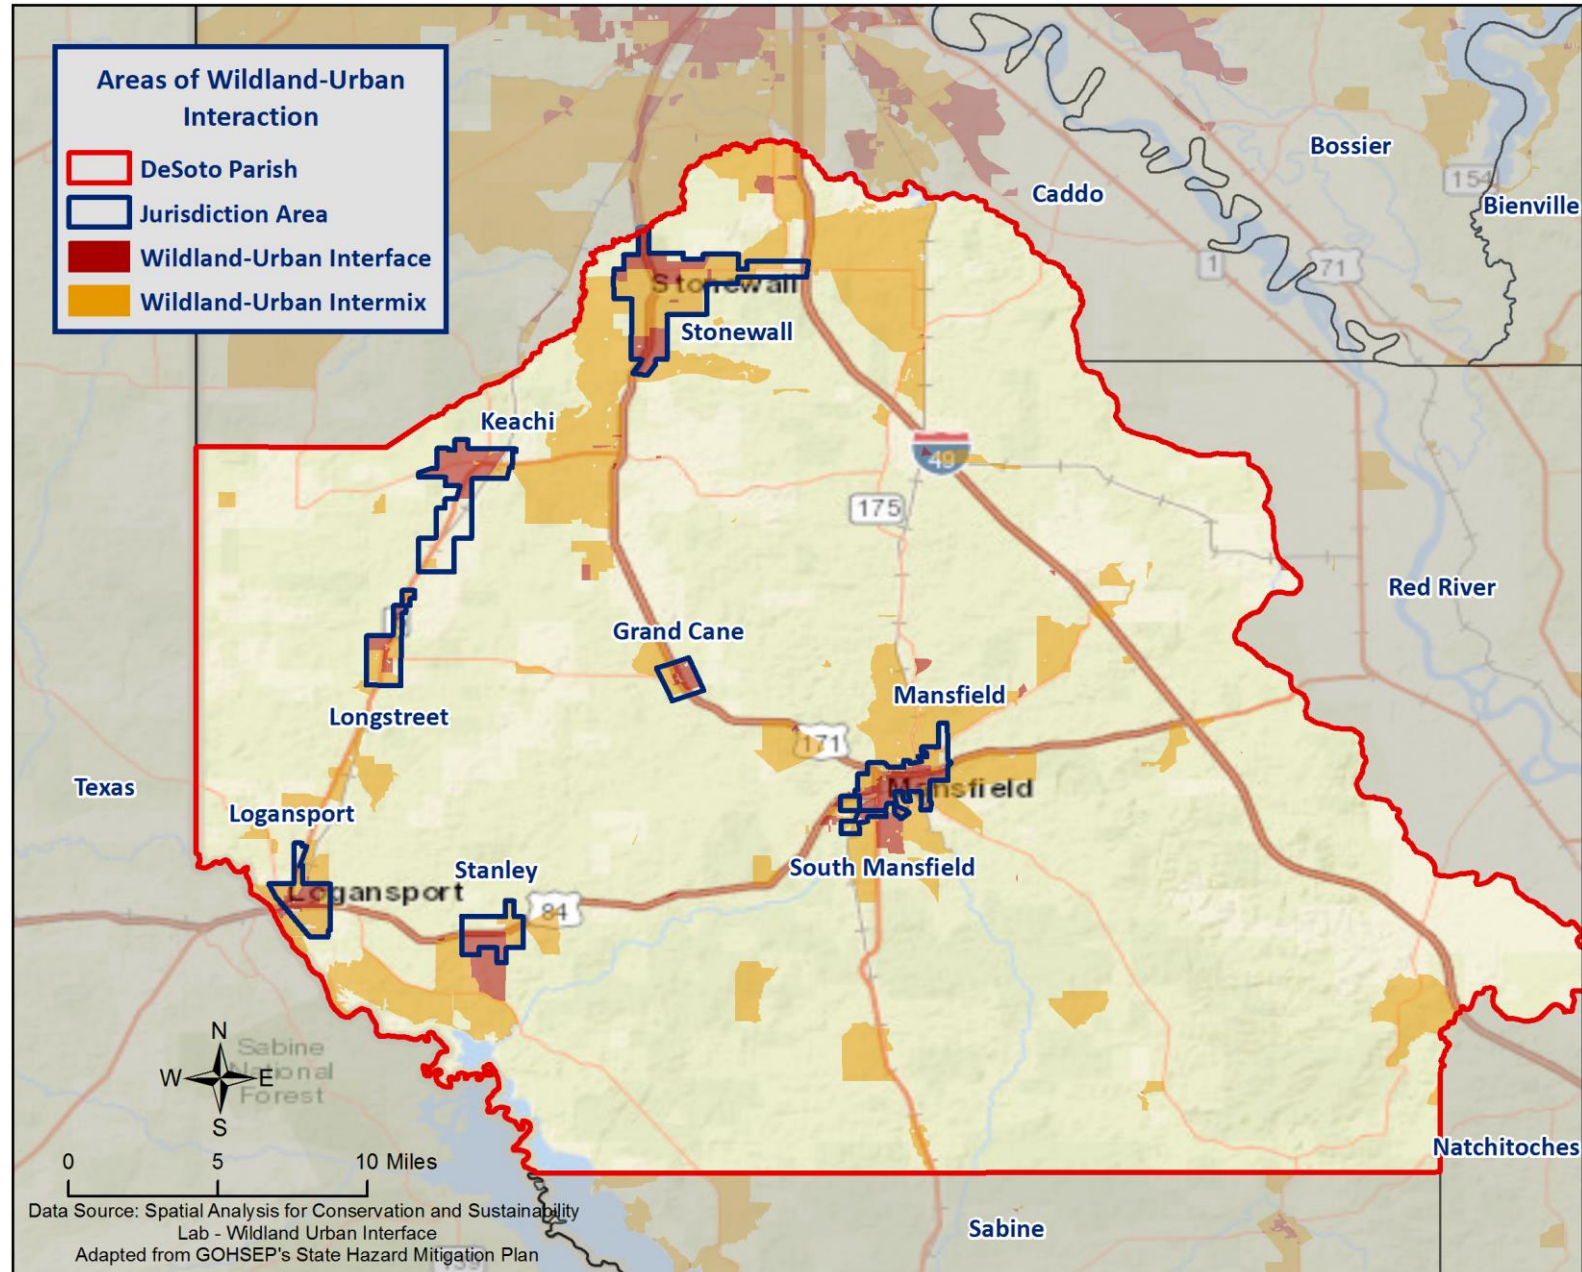 Areas of Wildland-Urban
Interaction
DeSoto Parish
Jurisdiction Area
Wildland-Urban Interface
Wildland-Urban Intermix
Bossier
154
Bienville
Caddo
1
71
Stonewall
Stonewall
Keachi
49
175
Red River
Grand Cane
Mansfield
Longstreet
171
Texas
Mansfield
Logansport
Stanley
South Mansfield
Logansport
84
N
W
E
S
Sabine
National
Forest
Natchitoches
0 5 10 Miles
Sabine
Data Source: Spatial Analysis for Conservation and Sustainability
Lab - Wildland Urban Interface
Adapted from GOHSEP's State Hazard Mitigation Plan
139